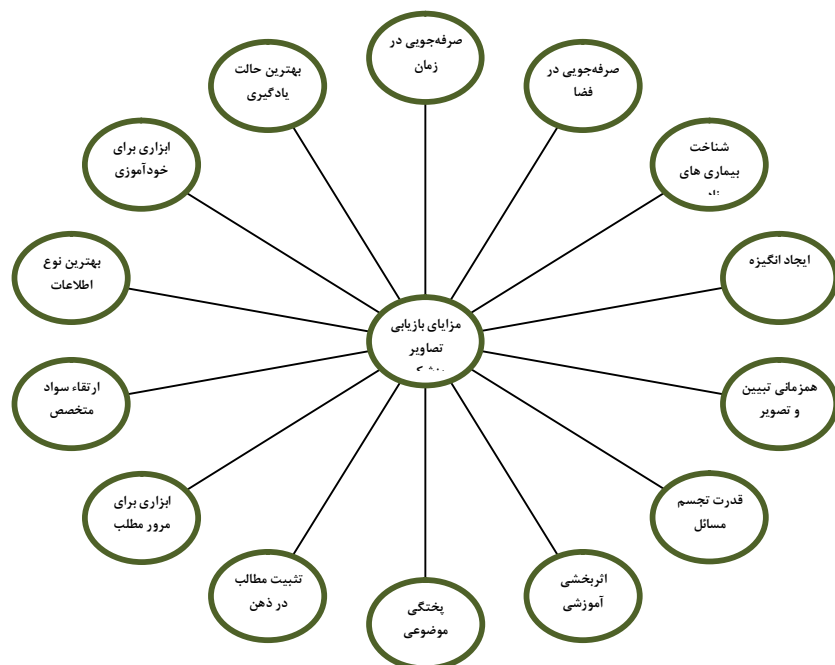 صرفه‌جویی در
زمان
صرفه‌جویی در
فضا
شناخت
بیماری های
ایجاد انگیزه
همزمانی تبیین
و تصویر
قدرت تجسم
مسائل
اثربخشی
آموزشی
پختگی
موضوعی
تثبیت مطالب
در ذهن
ابزاری برای
مرور مطلب
ارتقاء سواد
متخصص
بهترین نوع
اطلاعات
ابزاری برای
خودآموزی
بهترین حالت
یادگیری
مزایای بازیابی
تصاویر